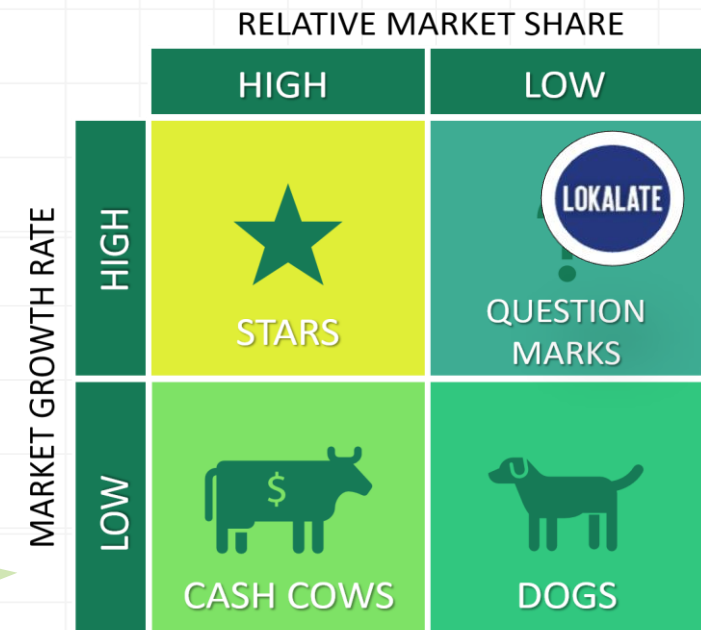 RELATIVE MARKET SHARE
HIGH
LOW
MARKET GROWTH RATE
HIGH
STARS
LOKALATE
?
QUESTION
MARKS
LOW
$
CASH COWS
DOGS